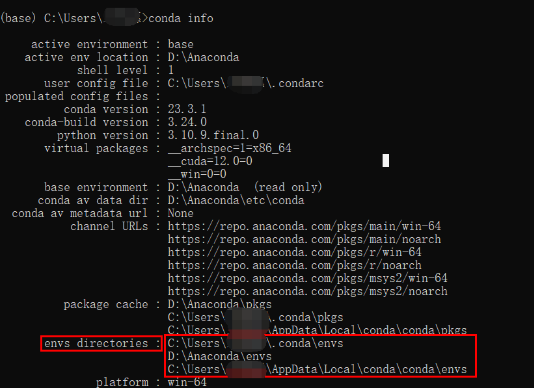 (base) C:\Users\ >conda info
active environment : base
active env location : D:\Anaconda
shell level : 1
user config file : C:\Users\ \.condarc
populated config files :
conda version : 23.3.1
conda-build version : 3.24.0
python version : 3.10.9.final.0
virtual packages : __archspec=1=x86_64
__cuda=12.0=0
__win=0=0
base environment : D:\Anaconda (read only)
conda av data dir : D:\Anaconda\etc\conda
conda av metadata url : None
channel URLs : https://repo.anaconda.com/pkgs/main/win-64
https://repo.anaconda.com/pkgs/main/noarch
https://repo.anaconda.com/pkgs/r/win-64
https://repo.anaconda.com/pkgs/r/noarch
https://repo.anaconda.com/pkgs/msys2/win-64
https://repo.anaconda.com/pkgs/msys2/noarch
package cache : D:\Anaconda\pkgs
C:\Users\ .conda\pkgs
C:\Users\ \AppData\Local\conda\conda\pkgs
envs directories : C:\Users\ .conda\envs
D:\Anaconda\envs
C:\Users\ \AppData\Local\conda\conda\envs
platform : win-64